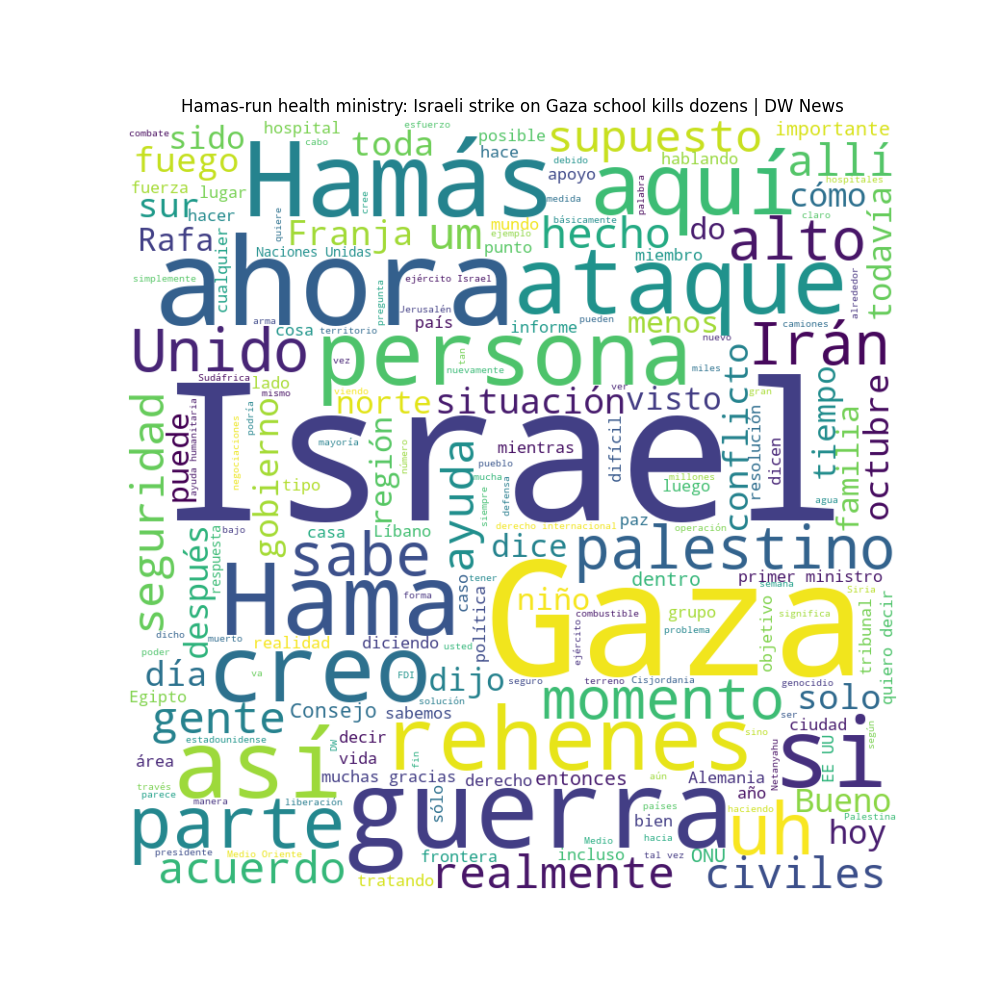 Hamas-run health ministry: Israeli strike on Gaza school kills dozens | DW News
combate
sido
hospital
cabo
esfuerzo
toda
posible
supuesto
importante
fuego
Hamás
hace
debido
apoyo
medida
hablando
allí
hospitales
fuerza
lugar
cree
palabra
aquí
cómo
sur
hacer
quiere
Franja
um
mundo
ejemplo
básicamente
hecho
do
claro
alto
todavía
Rafa
cualquier
Naciones Unidas
punto
miembro
simplemente
ahora
pregunta
ejército Israel
ataque
alrededor
arma
Jerusalén
pueden
camiones
Unido
cosa
territorio
país
informe
menos
nuevo
Irán
persona
vez
tan
nuevamente
miles
conflicto
Sudáfrica
lado
mismo
viendo
ver
gran
norte
situación
visto
tiempo
octubre
seguridad
puede
ayuda humanitaria
negociaciones
podría
gobierno
Israel
región
número
mayoría
ayuda
mientras
difícil
resolución
dicen
familia
tipo
pueblo
mucha
siempre
defensa
millones
luego
agua
después
respuesta
bajo
casa
Líbano
derecho internacional
paz
operación
sabe
dice
palestino
Hama
forma
caso
tener
dentro
primer ministro
semana
Siria
Gaza
niño
combustible
grupo
objetivo
significa
tribunal
quiero decir
dicho
muerto
realidad
diciendo
política
ejército
problema
poder
creo
usted
va
FDI
día
dijo
seguro
terreno
Cisjordania
genocidio
Egipto
solución
momento
solo
gente
Consejo
sabemos
ser
ciudad
según
estadounidense
DW
decir
rehenes
sino
Netanyahu
si
EE UU
área
así
vida
fin
muchas gracias
derecho
entonces
aún
Alemania
año
través
parece
manera
liberación
sólo
guerra
países
bien
haciendo
Bueno
Palestina
parte
uh
hoy
hacia
presidente
Medio Oriente
frontera
incluso
Medio
tal vez
ONU
acuerdo
tratando
realmente
civiles